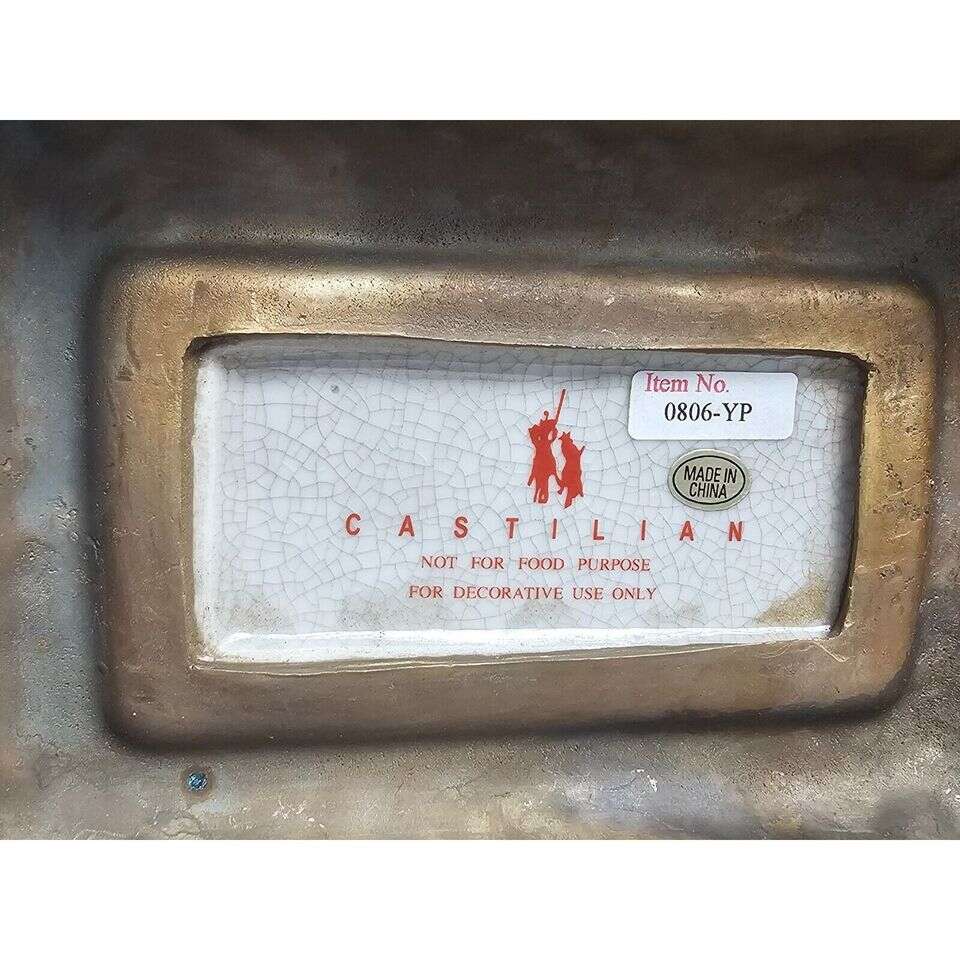 Item No.
0806-YP
MADE IN
CHINA
CASTILIAN
NOT FOR FOOD PURPOSE
FOR DECORATIVE USE ONLY